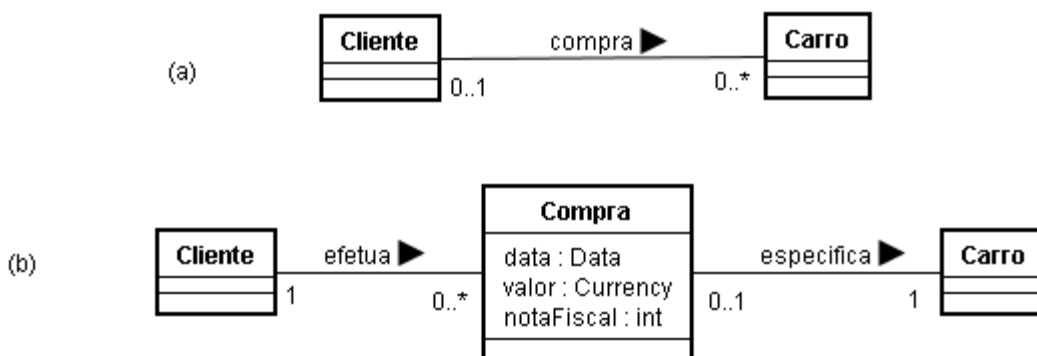 Cliente
compra ▶
Carro
(a)
0..1
0..*
Compra
(b)
Cliente
efetua ▶
data : Data
valor : Currency
notaFiscal : int
especifica ▶
Carro
1
0..*
0..1
1